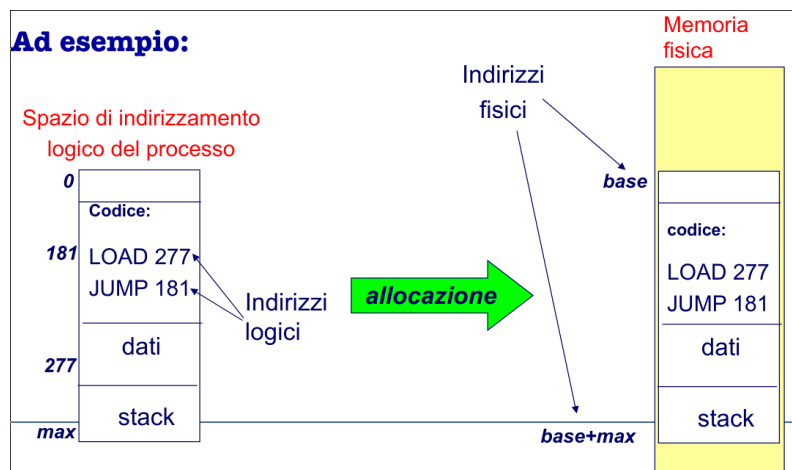 Ad esempio:
Memoria
fisica
Indirizzi
fisici
Spazio di indirizzamento
logico del processo
0
Codice:
181
LOAD 277
JUMP 181
Indirizzi
logici
dati
277
stack
max
allocazione
base
codice:
LOAD 277
JUMP 181
dati
stack
base+max